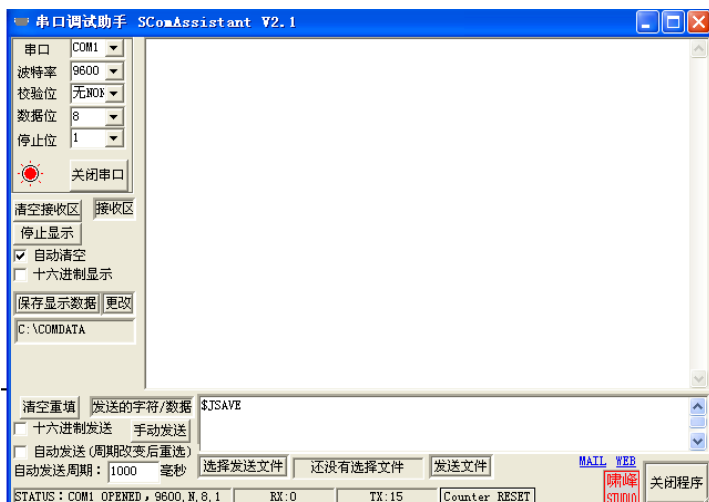 串口调试助手 SComAssistant V2.1
串口 COM1
波特率 9600
校验位 无NON
数据位 8
停止位 1
关闭串口
清空接收区 接收区
停止显示
自动清空
十六进制显示
保存显示数据 更改
C:\COMDATA
清空重填 发送的字符/数据 $JSAVE
十六进制发送 手动发送
自动发送(周期改变后重选)
自动发送周期: 1000 毫秒 选择发送文件 还没有选择文件 发送文件 MAIL WEB
啸峰 关闭程序
STATUS:COM1 OPENED, 9600,N,8,1 RX:0 TX:15 Counter RESET STUDIO